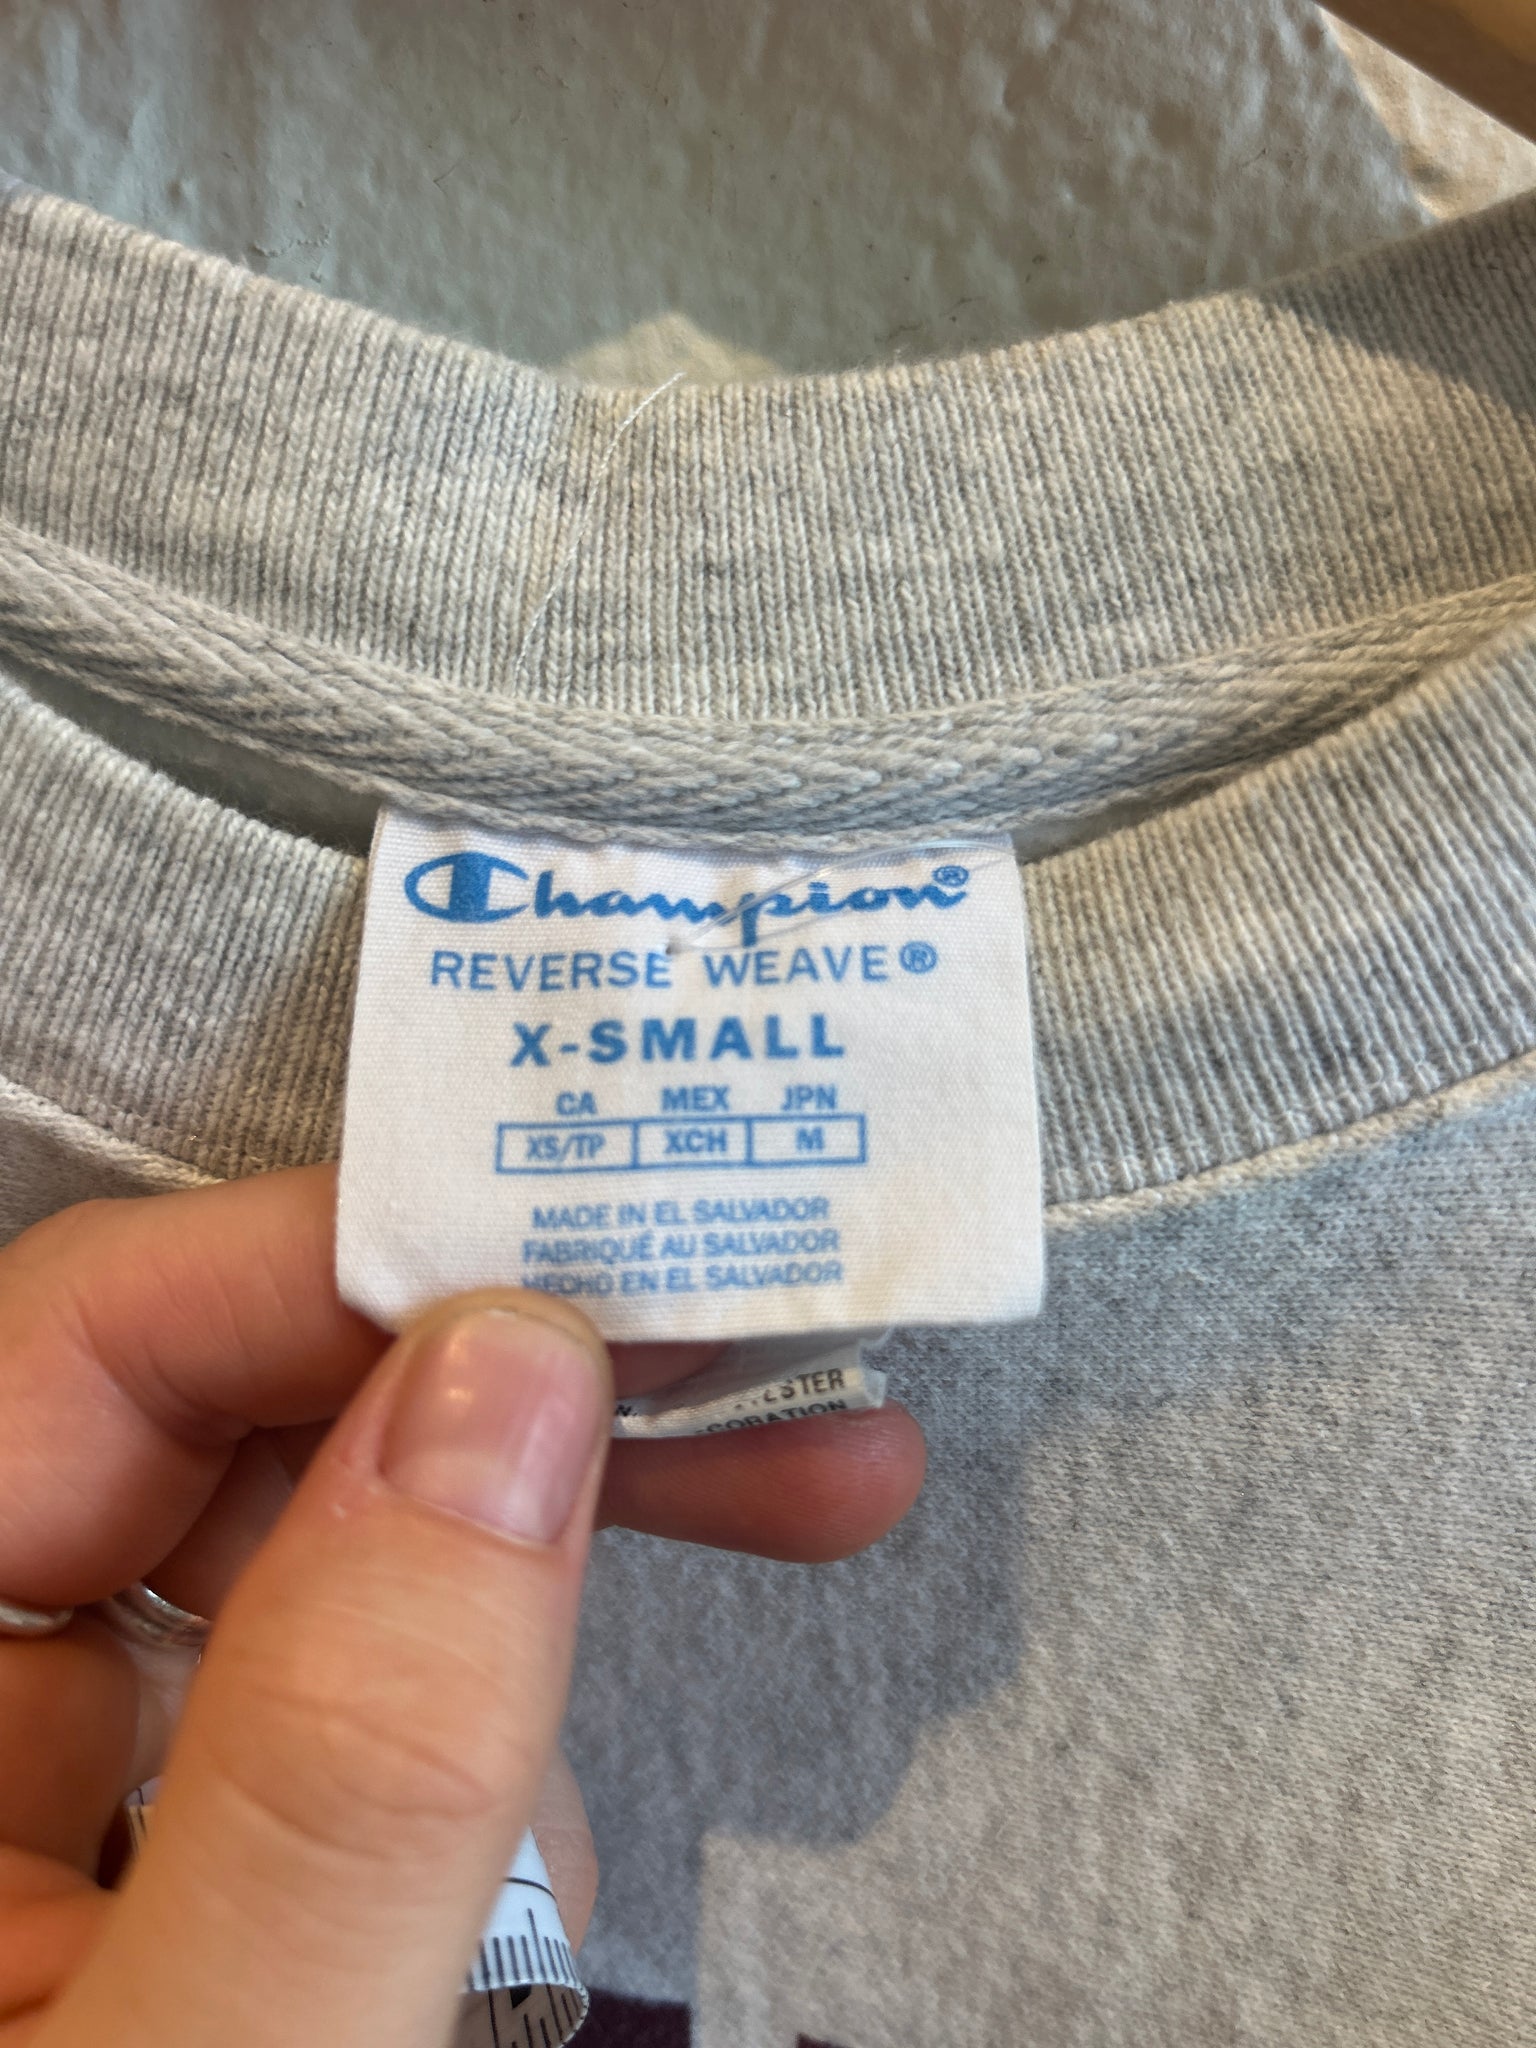 Champion®
REVERSE WEAVE®
X-SMALL
CA MEX JPN
XS/TP XCH M
MADE IN EL SALVADOR
FABRIQUÉ AU SALVADOR
HECHO EN EL SALVADOR